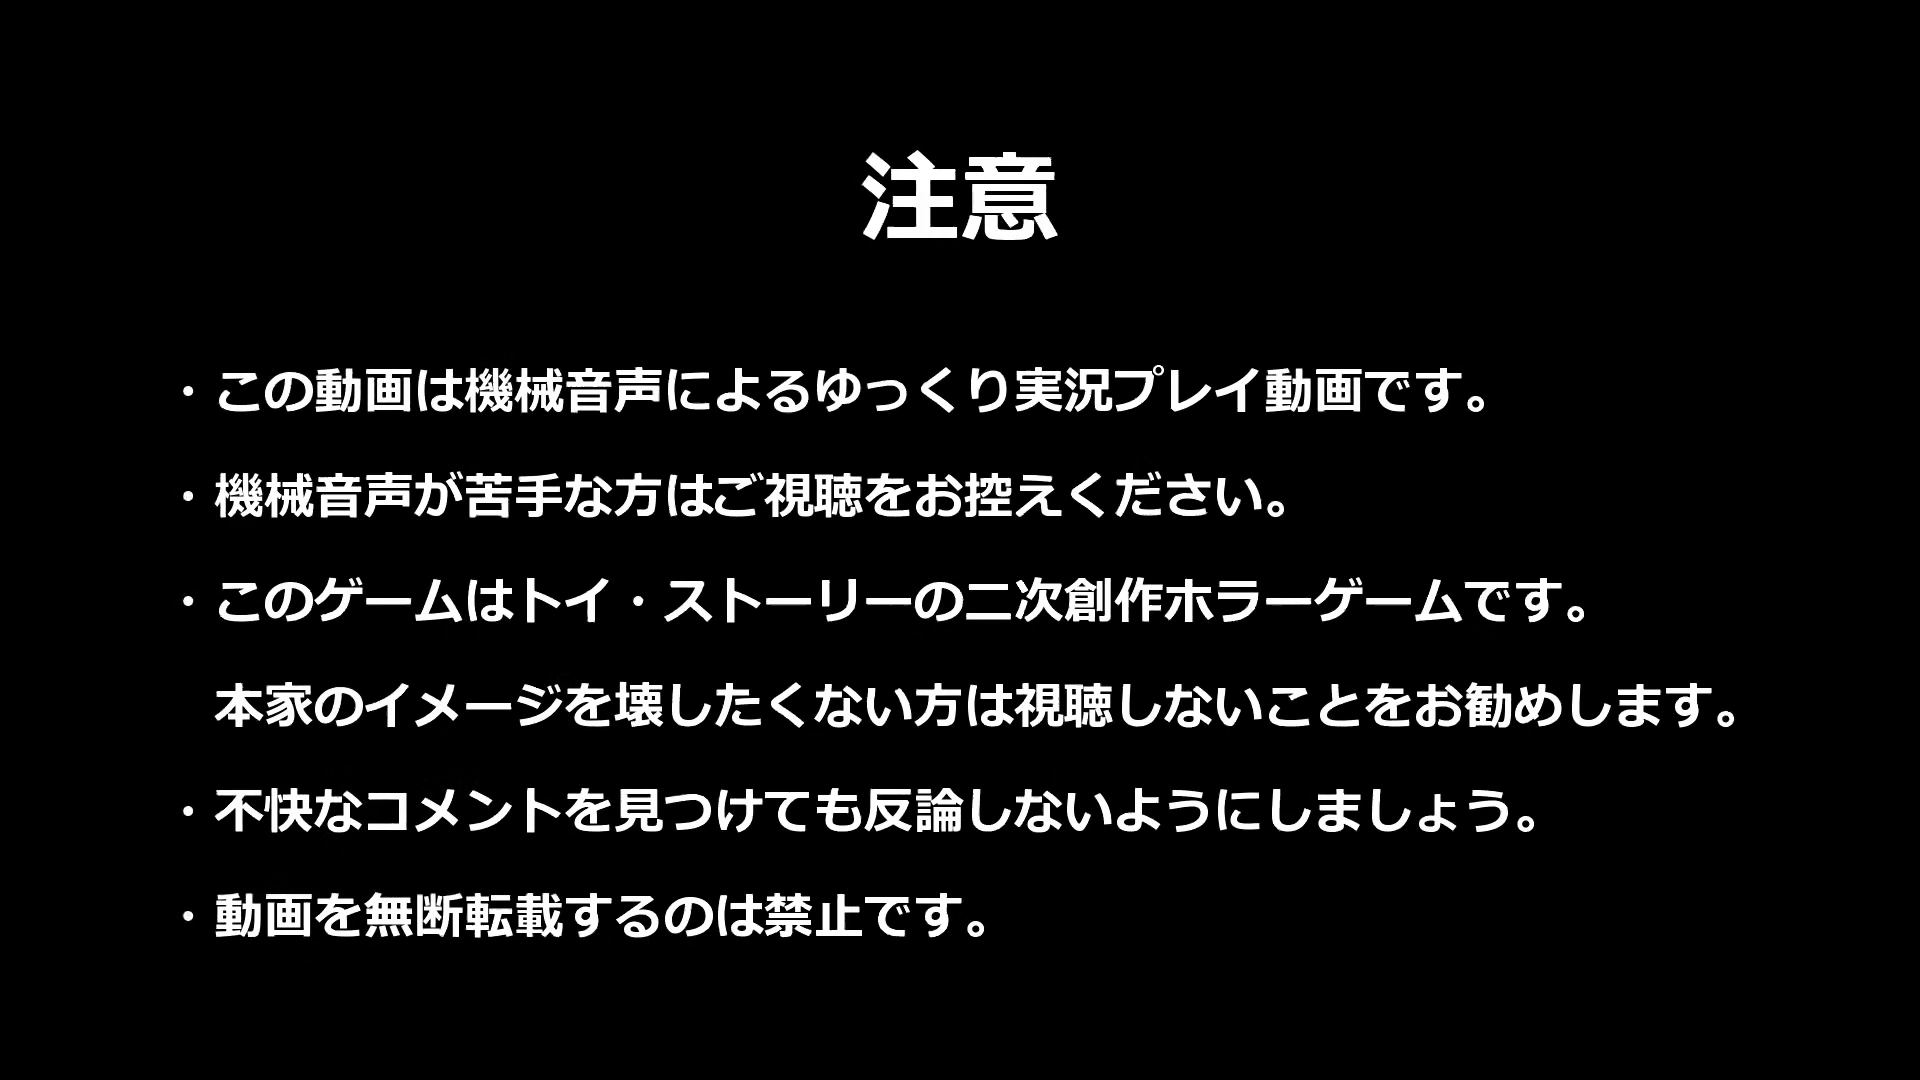 注意
・この動画は機械音声によるゆっくり実況プレイ動画です。
・機械音声が苦手な方はご視聴をお控えください。
・このゲームはトイ・ストーリーの二次創作ホラーゲームです。
本家のイメージを壊したくない方は視聴しないことをお勧めします。
・不快なコメントを見つけても反論しないようにしましょう。
・動画を無断転載するのは禁止です。